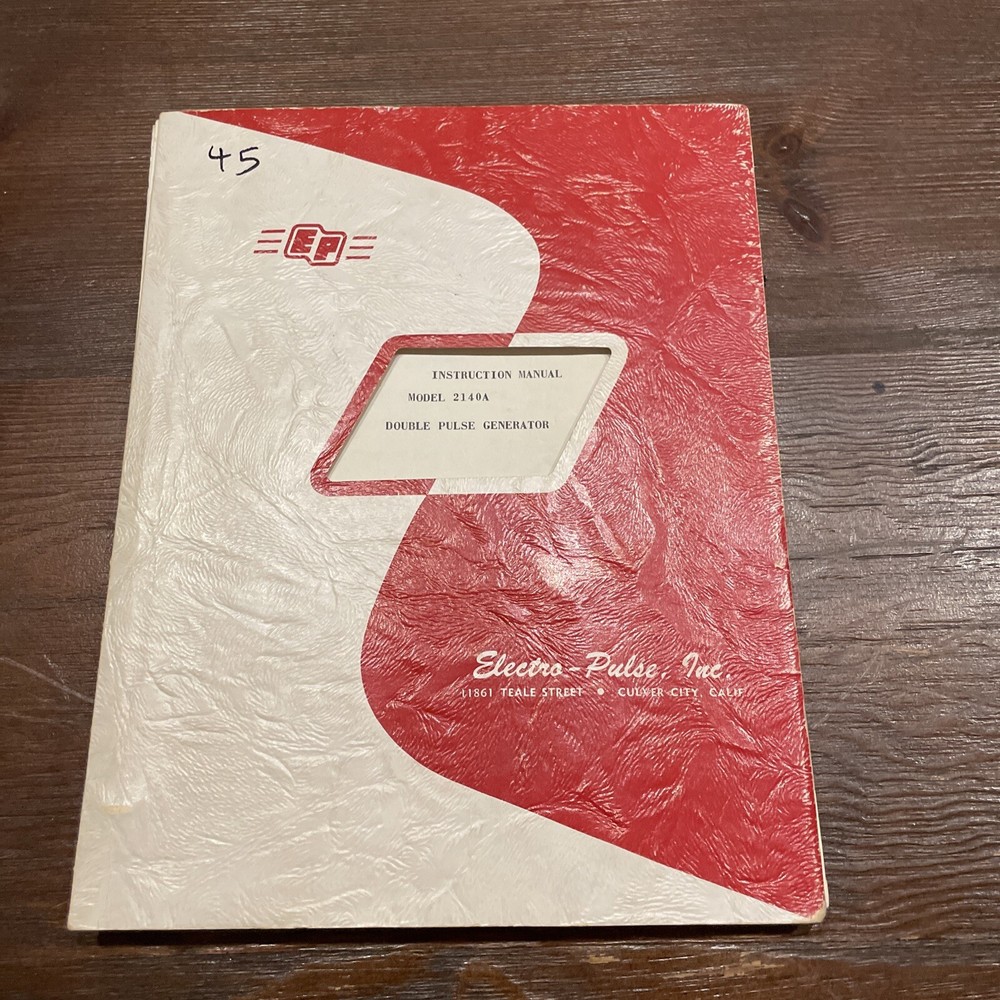 45
EP
INSTRUCTION MANUAL
MODEL 2140A
DOUBLE PULSE GENERATOR
Electro-Pulse, Inc.
11861 TEALE STREET • CULVER CITY, CALIF.